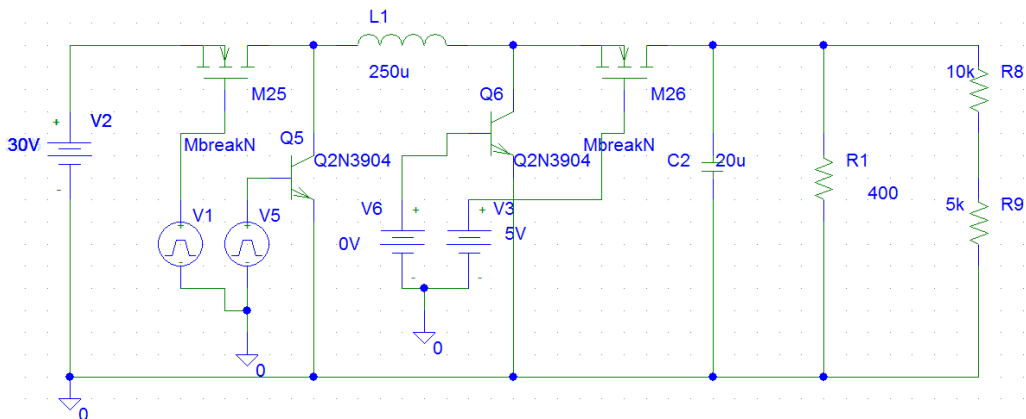 L1
250u
M25
MbreakN
V2
30V
+
-
Q5
Q2N3904
Q6
Q2N3904
M26
MbreakN
V1
+
-
V5
+
-
V6
+
0V
-
V3
+
5V
-
C2
20u
R1
400
10k
R8
5k
R9
0
0
0